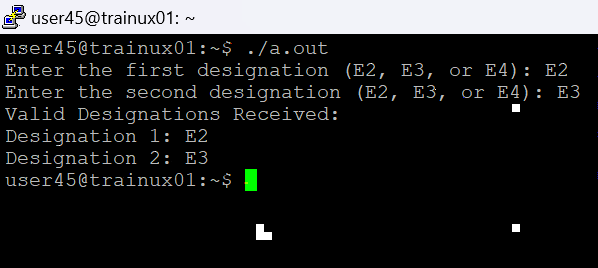 user45@trainux01: ~
user45@trainux01:~$ ./a.out
Enter the first designation (E2, E3, or E4): E2
Enter the second designation (E2, E3, or E4): E3
Valid Designations Received:
Designation 1: E2
Designation 2: E3
user45@trainux01:~$